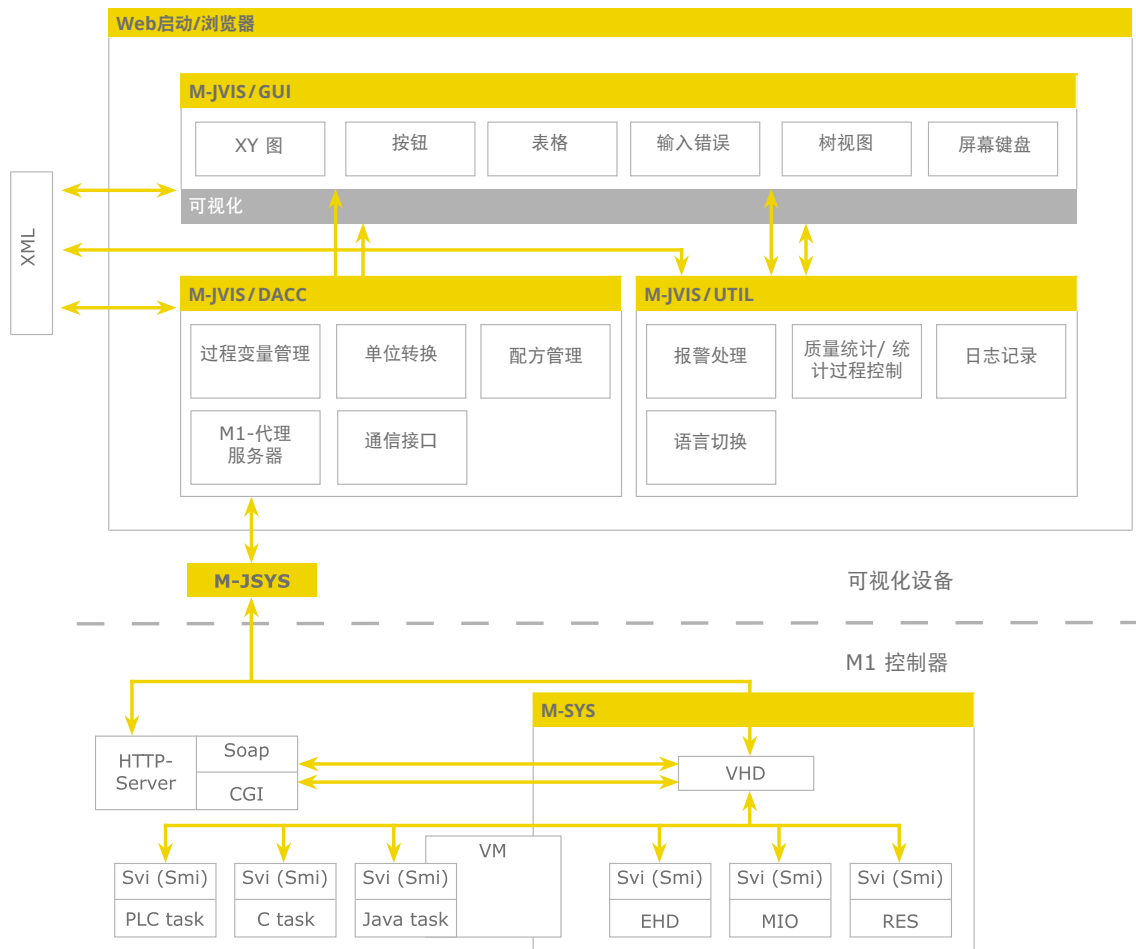 Web启动/浏览器
M-JVIS/GUI
XY 图
按钮
表格
输入错误
树视图
屏幕键盘
可视化
XML
M-JVIS/DACC
过程变量管理
单位转换
配方管理
M1-代理
服务器
通信接口
M-JVIS/UTIL
报警处理
质量统计/ 统
计过程控制
日志记录
语言切换
M-JSYS
可视化设备
M1 控制器
M-SYS
HTTP-
Server
Soap
CGI
VHD
VM
Svi (Smi)
PLC task
Svi (Smi)
C task
Svi (Smi)
Java task
Svi (Smi)
EHD
Svi (Smi)
MIO
Svi (Smi)
RES